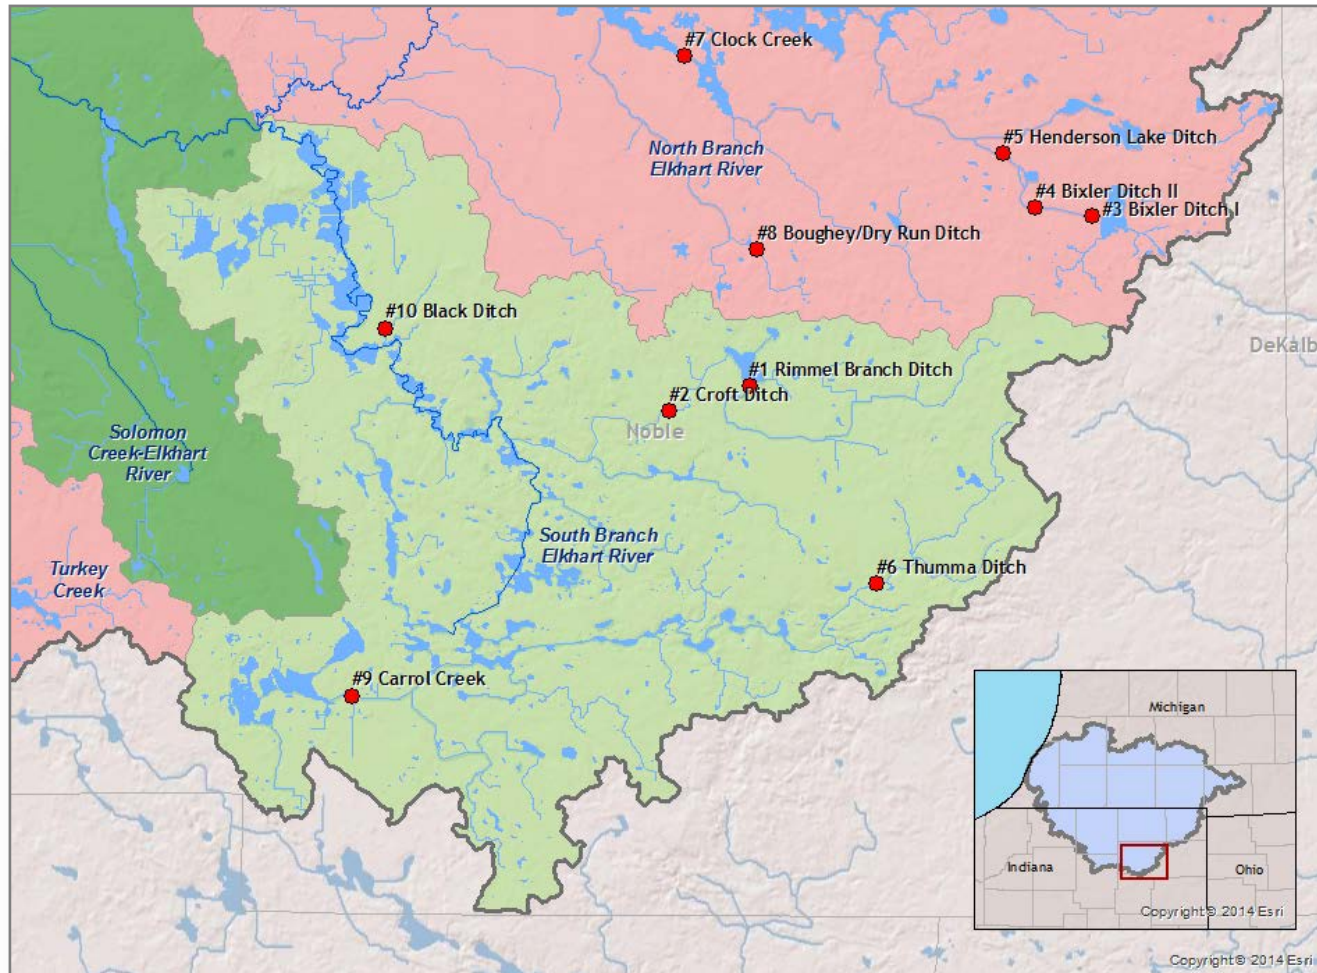 #7 Clock Creek
#5 Henderson Lake Ditch
North Branch
Elkhart River
#4 Bixler Ditch II
#3 Bixler Ditch I
#8 Boughey/Dry Run Ditch
#10 Black Ditch
DeKalb
#1 Rimmel Branch Ditch
#2 Croft Ditch
Noble
Solomon
Creek-Elkhart
River
South Branch
Elkhart River
Turkey
Creek
#6 Thumma Ditch
#9 Carrol Creek
Michigan
Indiana
Ohio
Copyright© 2014 Esri
Copyright© 2014 Esri